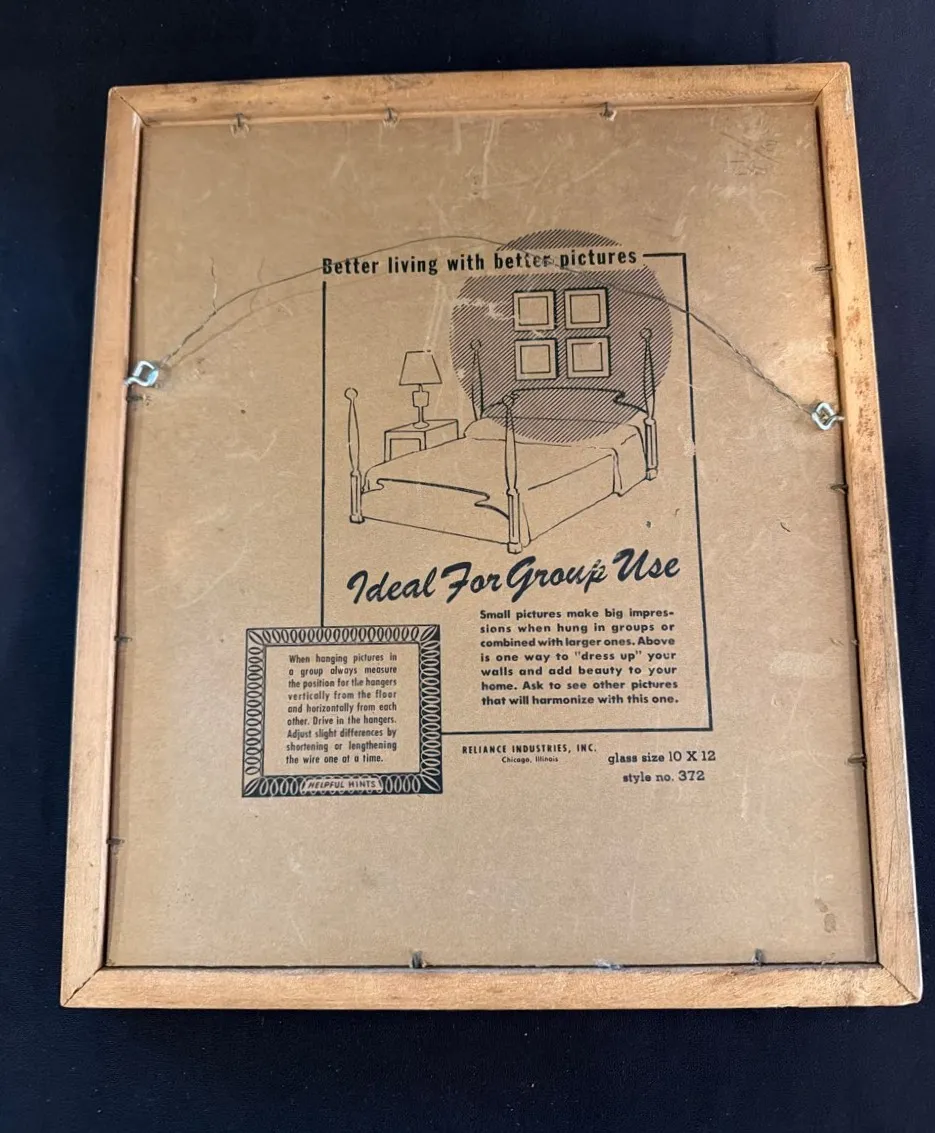 Better living with better pictures
Ideal For Group Use
Small pictures make big impres-
sions when hung in groups or
combined with larger ones. Above
is one way to "dress up" your
walls and add beauty to your
home. Ask to see other pictures
that will harmonize with this one.
When hanging pictures in
a group always measure
the position for the hangers
vertically from the floor
and horizontally from each
other. Drive in the hangers.
Adjust slight differences by
shortening or lengthening
the wire one at a time.
HELPFUL HINTS
RELIANCE INDUSTRIES, INC.
Chicago, Illinois
glass size 10 X 12
style no. 372